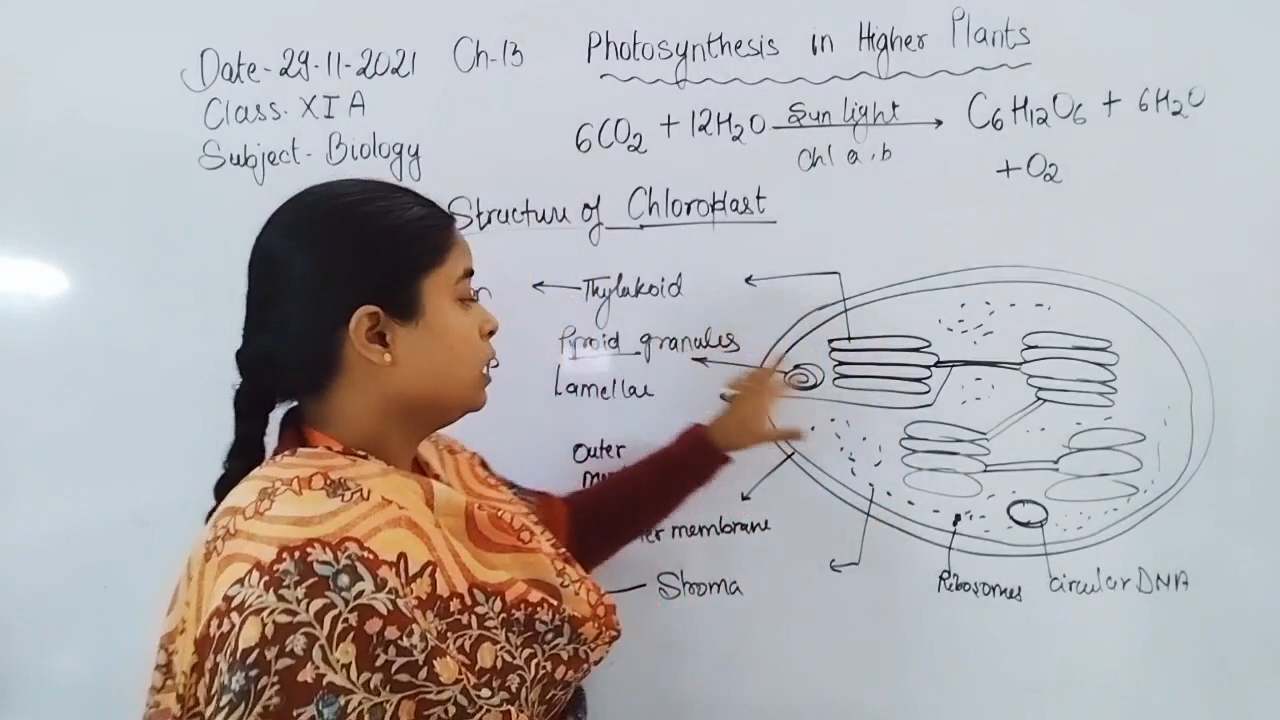 Date-29-11-2021 Ch-13 Photosynthesis in Higher Plants
Class. XI A
Subject- Biology
6CO2 + 12H2O Sun light C6H12O6 + 6H2O
Chl a,b
+O2
Structure of Chloroplast
Thylakoid
granules
Lamellae
Outer
membrane
Stroma
Ribosomes circular DNA